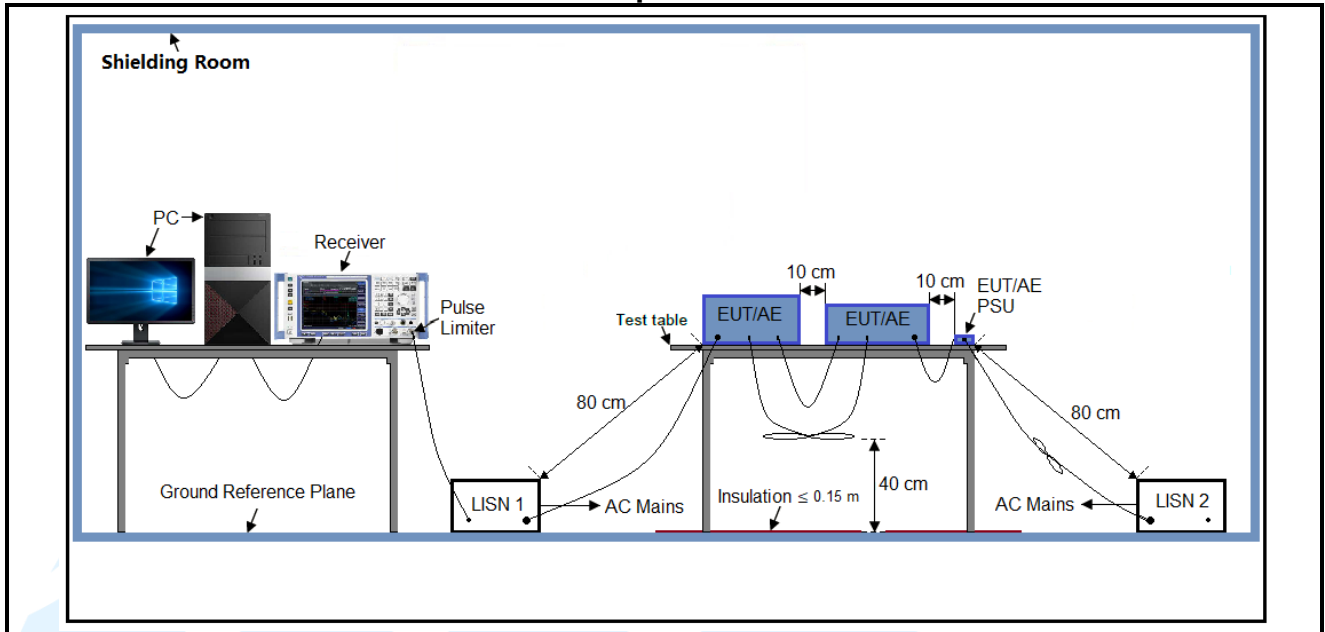 Shielding Room
PC
Receiver
Pulse
Limiter
10 cm
10 cm
EUT/AE
PSU
Test table
EUT/AE
EUT/AE
80 cm
80 cm
Ground Reference Plane
LISN 1
AC Mains
Insulation ≤ 0.15 m
40 cm
AC Mains
LISN 2